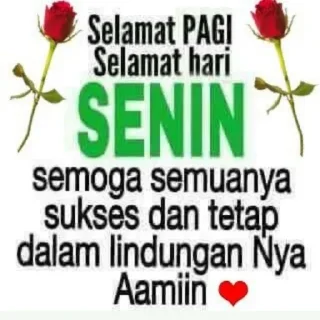 Selamat PAGI
Selamat hari
SENIN
semoga semuanya
sukses dan tetap
dalam lindungan Nya
Aamiin ❤